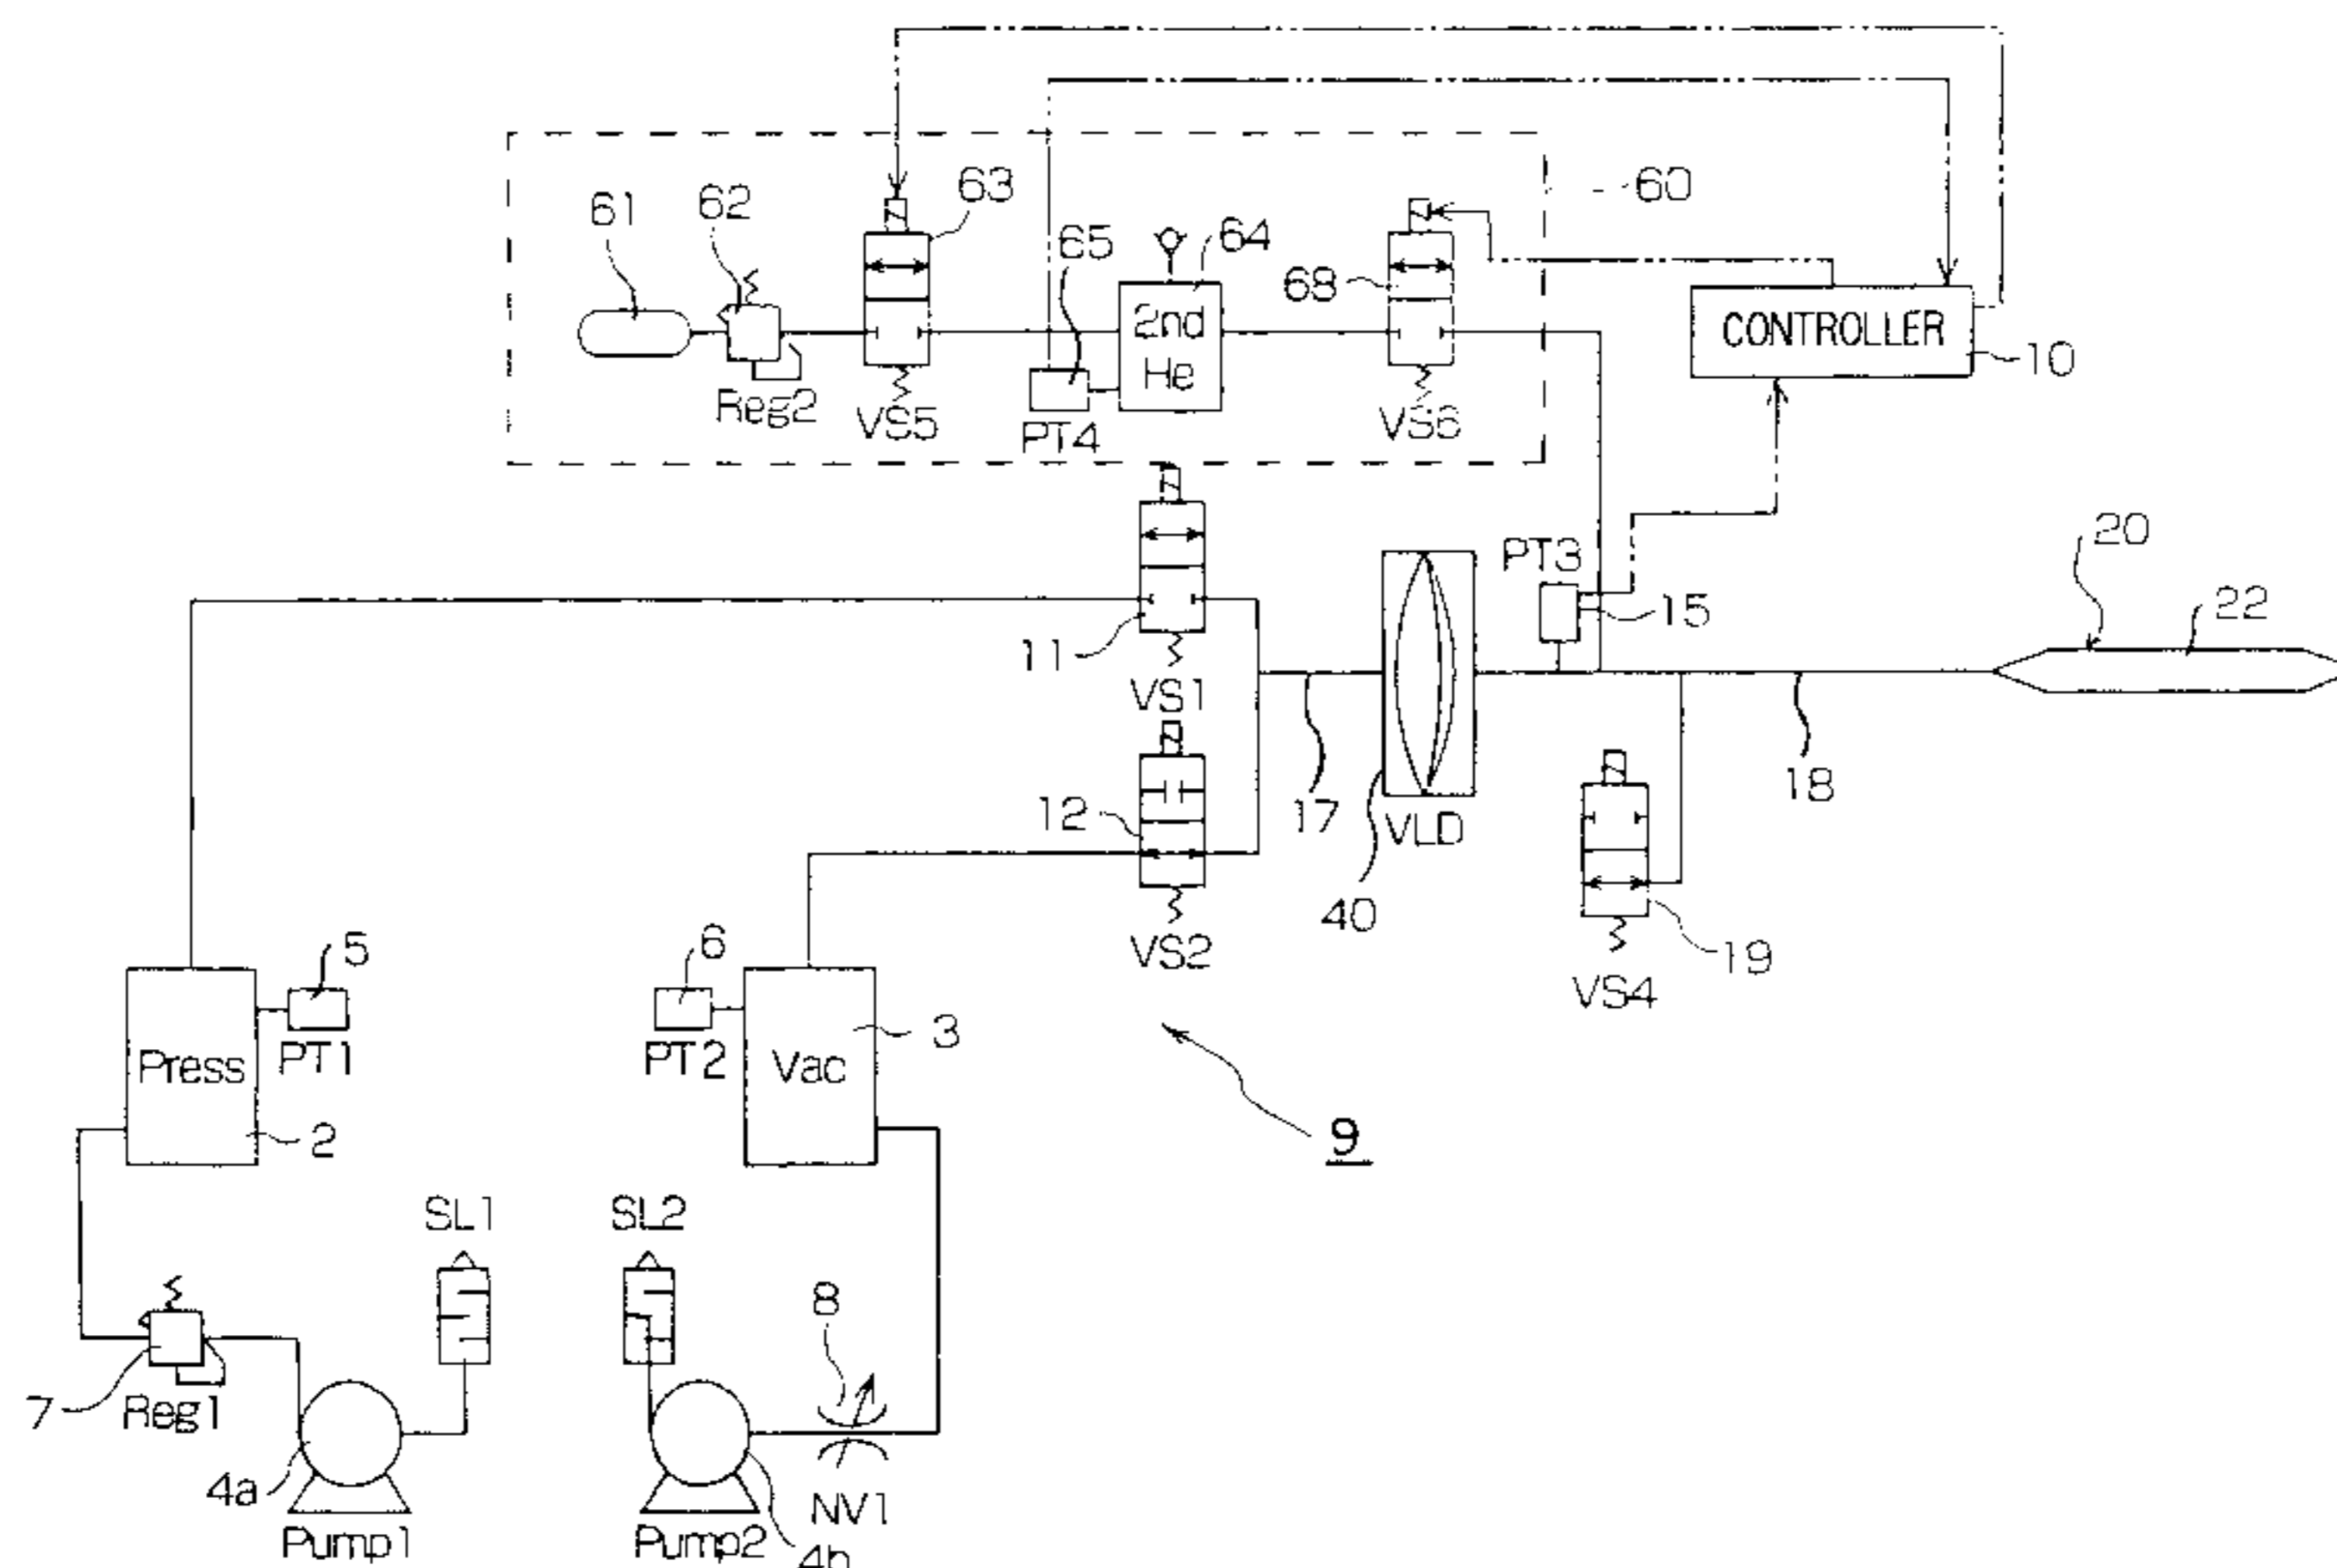 60
63
62
61
64
65
68
2nd
He
CONTROLLER
10
Reg2
VS5
PT4
VS6
PT3
20
22
15
11
VS1
18
17
12
VLD
40
VS2
19
VS4
5
6
3
PT1
PT2
Press
Vac
2
9
SL1
SL2
8
7
Reg1
4a
NV1
Pump1
Pump2
4b